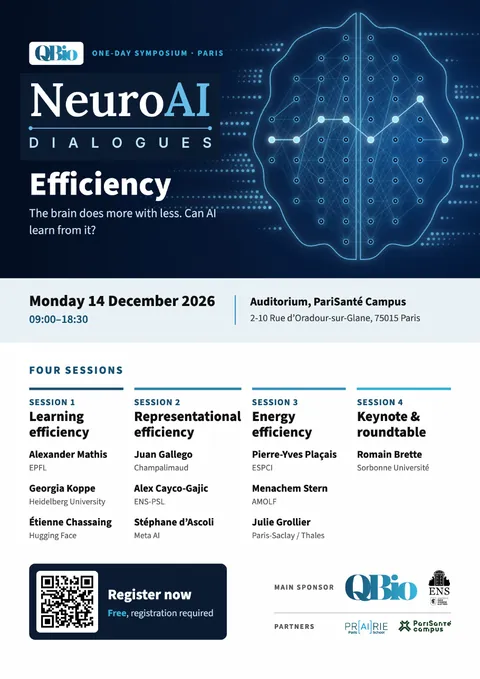 QBio
ONE-DAY SYMPOSIUM · PARIS
NeuroAI
DIALOGUES
Efficiency
The brain does more with less. Can AI
learn from it?
Monday 14 December 2026
09:00–18:30
Auditorium, PariSanté Campus
2-10 Rue d'Oradour-sur-Glane, 75015 Paris
FOUR SESSIONS
SESSION 1
Learning
efficiency
Alexander Mathis
EPFL
Georgia Koppe
Heidelberg University
Étienne Chassaing
Hugging Face
SESSION 2
Representational
efficiency
Juan Gallego
Champalimaud
Alex Cayco-Gajic
ENS-PSL
Stéphane d'Ascoli
Meta AI
SESSION 3
Energy
efficiency
Pierre-Yves Plaçais
ESPCI
Menachem Stern
AMOLF
Julie Grollier
Paris-Saclay / Thales
SESSION 4
Keynote &
roundtable
Romain Brette
Sorbonne Université
Register now
Free, registration required
MAIN SPONSOR
QBio
ENS
PARTNERS
PR[AI]RIE
Paris School
PariSanté
campus